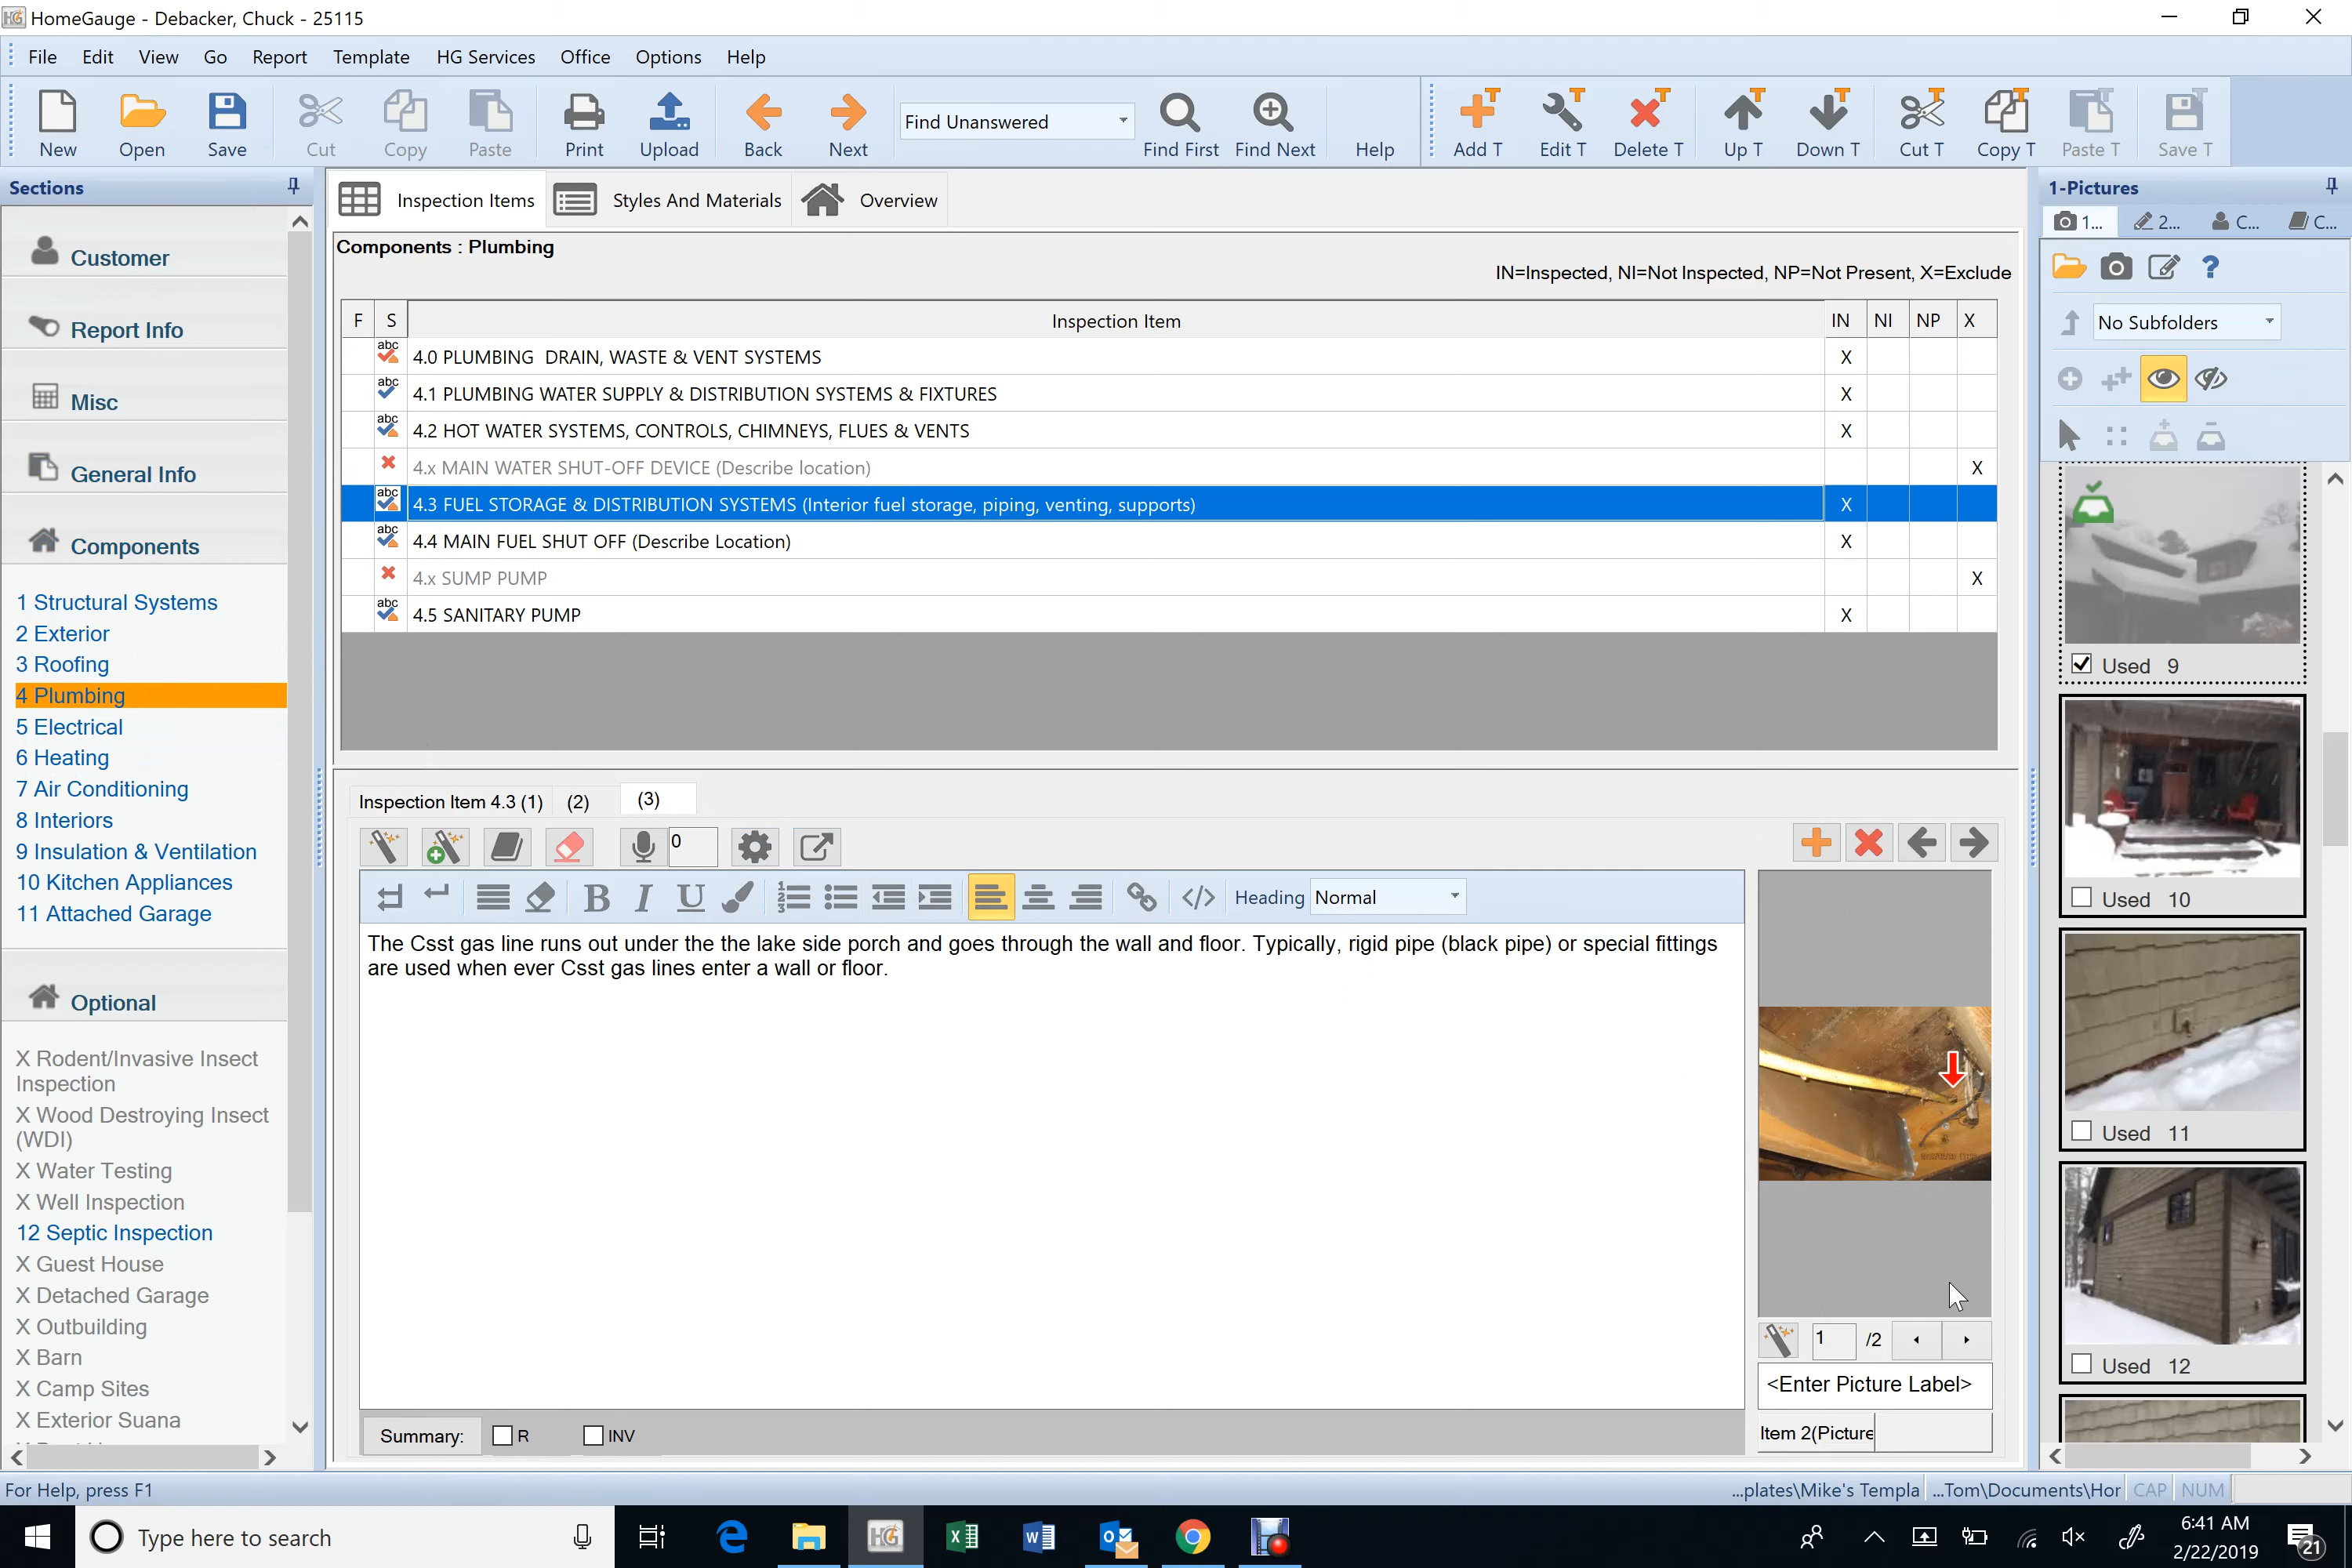 HomeGauge - Debacker, Chuck - 25115
File Edit View Go Report Template HG Services Office Options Help
New Open Save Cut Copy Paste Print Upload Back Next Find Unanswered Find First Find Next Help Add T Edit T Delete T Up T Down T Cut T Copy T Paste T Save T
Sections
Customer
Report Info
Misc
General Info
Components
1 Structural Systems
2 Exterior
3 Roofing
4 Plumbing
5 Electrical
6 Heating
7 Air Conditioning
8 Interiors
9 Insulation & Ventilation
10 Kitchen Appliances
11 Attached Garage
Optional
X Rodent/Invasive Insect
Inspection
X Wood Destroying Insect
(WDI)
X Water Testing
X Well Inspection
12 Septic Inspection
X Guest House
X Detached Garage
X Outbuilding
X Barn
X Camp Sites
X Exterior Suana
Inspection Items Styles And Materials Overview
Components : Plumbing
IN=Inspected, NI=Not Inspected, NP=Not Present, X=Exclude
F S Inspection Item IN NI NP X
abc 4.0 PLUMBING DRAIN, WASTE & VENT SYSTEMS X
abc 4.1 PLUMBING WATER SUPPLY & DISTRIBUTION SYSTEMS & FIXTURES X
abc 4.2 HOT WATER SYSTEMS, CONTROLS, CHIMNEYS, FLUES & VENTS X
4.x MAIN WATER SHUT-OFF DEVICE (Describe location) X
abc 4.3 FUEL STORAGE & DISTRIBUTION SYSTEMS (Interior fuel storage, piping, venting, supports) X
abc 4.4 MAIN FUEL SHUT OFF (Describe Location) X
4.x SUMP PUMP X
abc 4.5 SANITARY PUMP X
Inspection Item 4.3 (1) (2) (3)
0
B I U 1 2 3 </> Heading Normal
The Csst gas line runs out under the the lake side porch and goes through the wall and floor. Typically, rigid pipe (black pipe) or special fittings
are used when ever Csst gas lines enter a wall or floor.
1 /2
<Enter Picture Label>
Item 2(Picture
Summary: R INV
1-Pictures
1... 2... C... C...
?
No Subfolders
Used 9
Used 10
Used 11
Used 12
For Help, press F1 ...plates\Mike's Templa ...Tom\Documents\Hor CAP NUM
Type here to search
HG
6:41 AM
2/22/2019
21